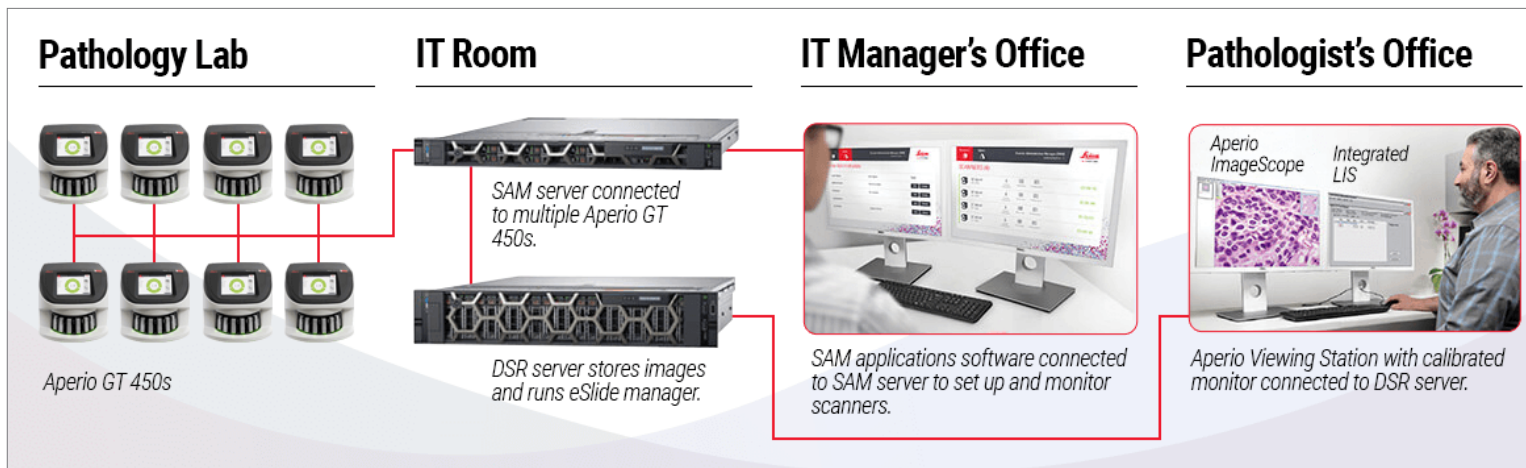 Pathology Lab
IT Room
IT Manager's Office
Pathologist's Office
Aperio GT 450s
SAM server connected
to multiple Aperio GT
450s.
DSR server stores images
and runs eSlide manager.
Leica
Leica
SAM applications software connected
to SAM server to set up and monitor
scanners.
Aperio
ImageScope
Integrated
LIS
Aperio Viewing Station with calibrated
monitor connected to DSR server.